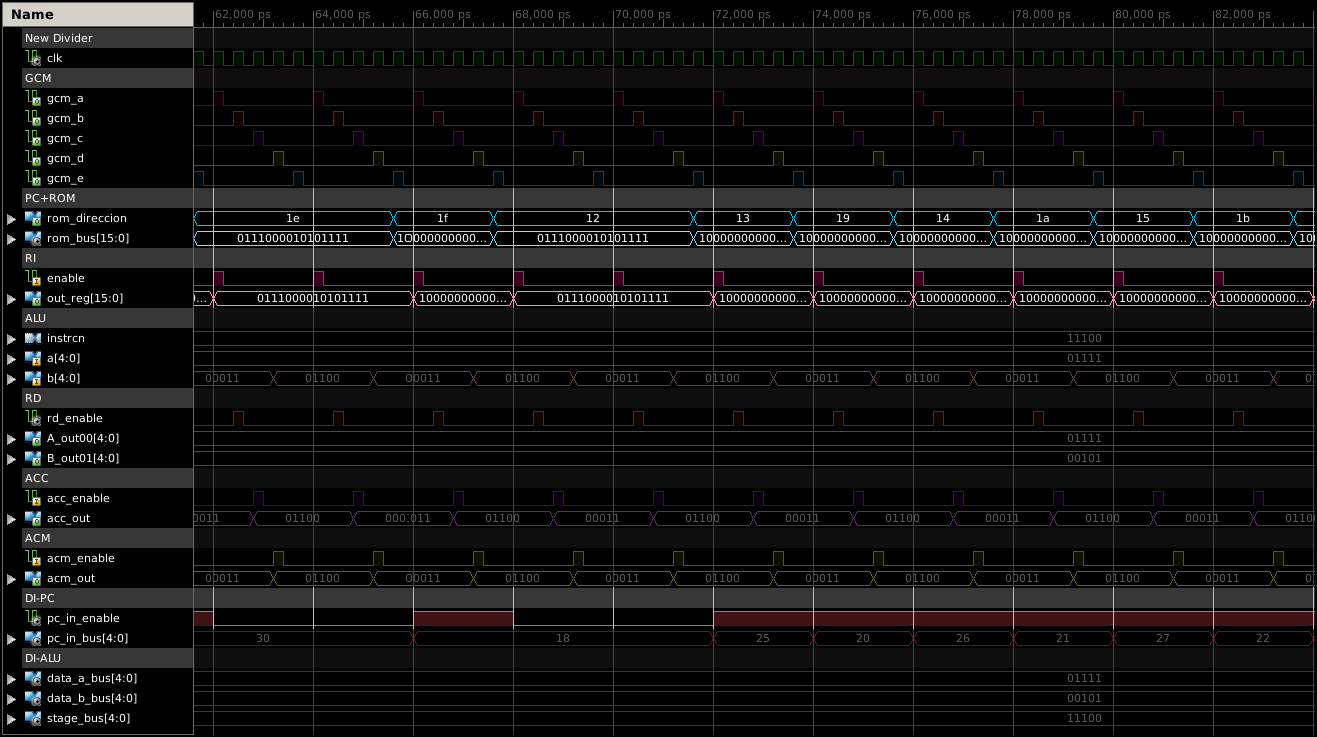 Name 62,000 ps 64,000 ps 66,000 ps 68,000 ps 70,000 ps 72,000 ps 74,000 ps 76,000 ps 78,000 ps 80,000 ps 82,000 ps
New Divider
clk
GCM
gcm_a
gcm_b
gcm_c
gcm_d
gcm_e
PC+ROM
rom_direccion 1e 1f 12 13 19 14 1a 15 1b
rom_bus[15:0] 0111000010101111 10000000000... 0111000010101111 10000000000... 10000000000... 10000000000... 10000000000... 10000000000... 10000000000... 10
RI
enable
out_reg[15:0] ... 0111000010101111 10000000000... 0111000010101111 10000000000... 10000000000... 10000000000... 10000000000... 10000000000... 10000000000...
ALU
instrcn 11100
a[4:0] 01111
b[4:0] 00011 01100 00011 01100 00011 01100 00011 01100 00011 01100 00011 0
RD
rd_enable
A_out00[4:0] 01111
B_out01[4:0] 00101
ACC
acc_enable
acc_out 0011 01100 00011 01100 00011 01100 00011 01100 00011 01100 00011 0110
ACM
acm_enable
acm_out 00011 01100 00011 01100 00011 01100 00011 01100 00011 01100 00011 0
DI-PC
pc_in_enable
pc_in_bus[4:0] 30 18 25 20 26 21 27 22
DI-ALU
data_a_bus[4:0] 01111
data_b_bus[4:0] 00101
stage_bus[4:0] 11100